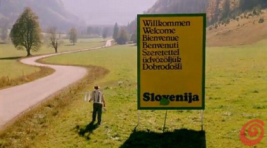 Willkommen
Welcome
Bienvenue
Benvenuti
Szeretettel
üdvözöljük
Dobrodošli
Slovenija